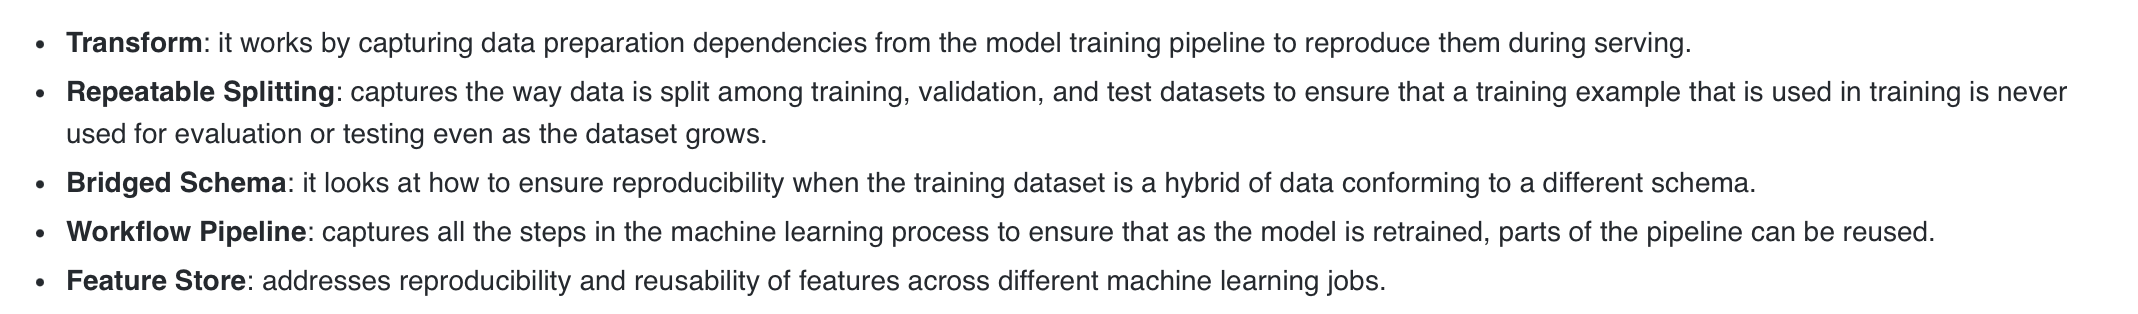 • Transform: it works by capturing data preparation dependencies from the model training pipeline to reproduce them during serving.
• Repeatable Splitting: captures the way data is split among training, validation, and test datasets to ensure that a training example that is used in training is never
used for evaluation or testing even as the dataset grows.
• Bridged Schema: it looks at how to ensure reproducibility when the training dataset is a hybrid of data conforming to a different schema.
• Workflow Pipeline: captures all the steps in the machine learning process to ensure that as the model is retrained, parts of the pipeline can be reused.
• Feature Store: addresses reproducibility and reusability of features across different machine learning jobs.